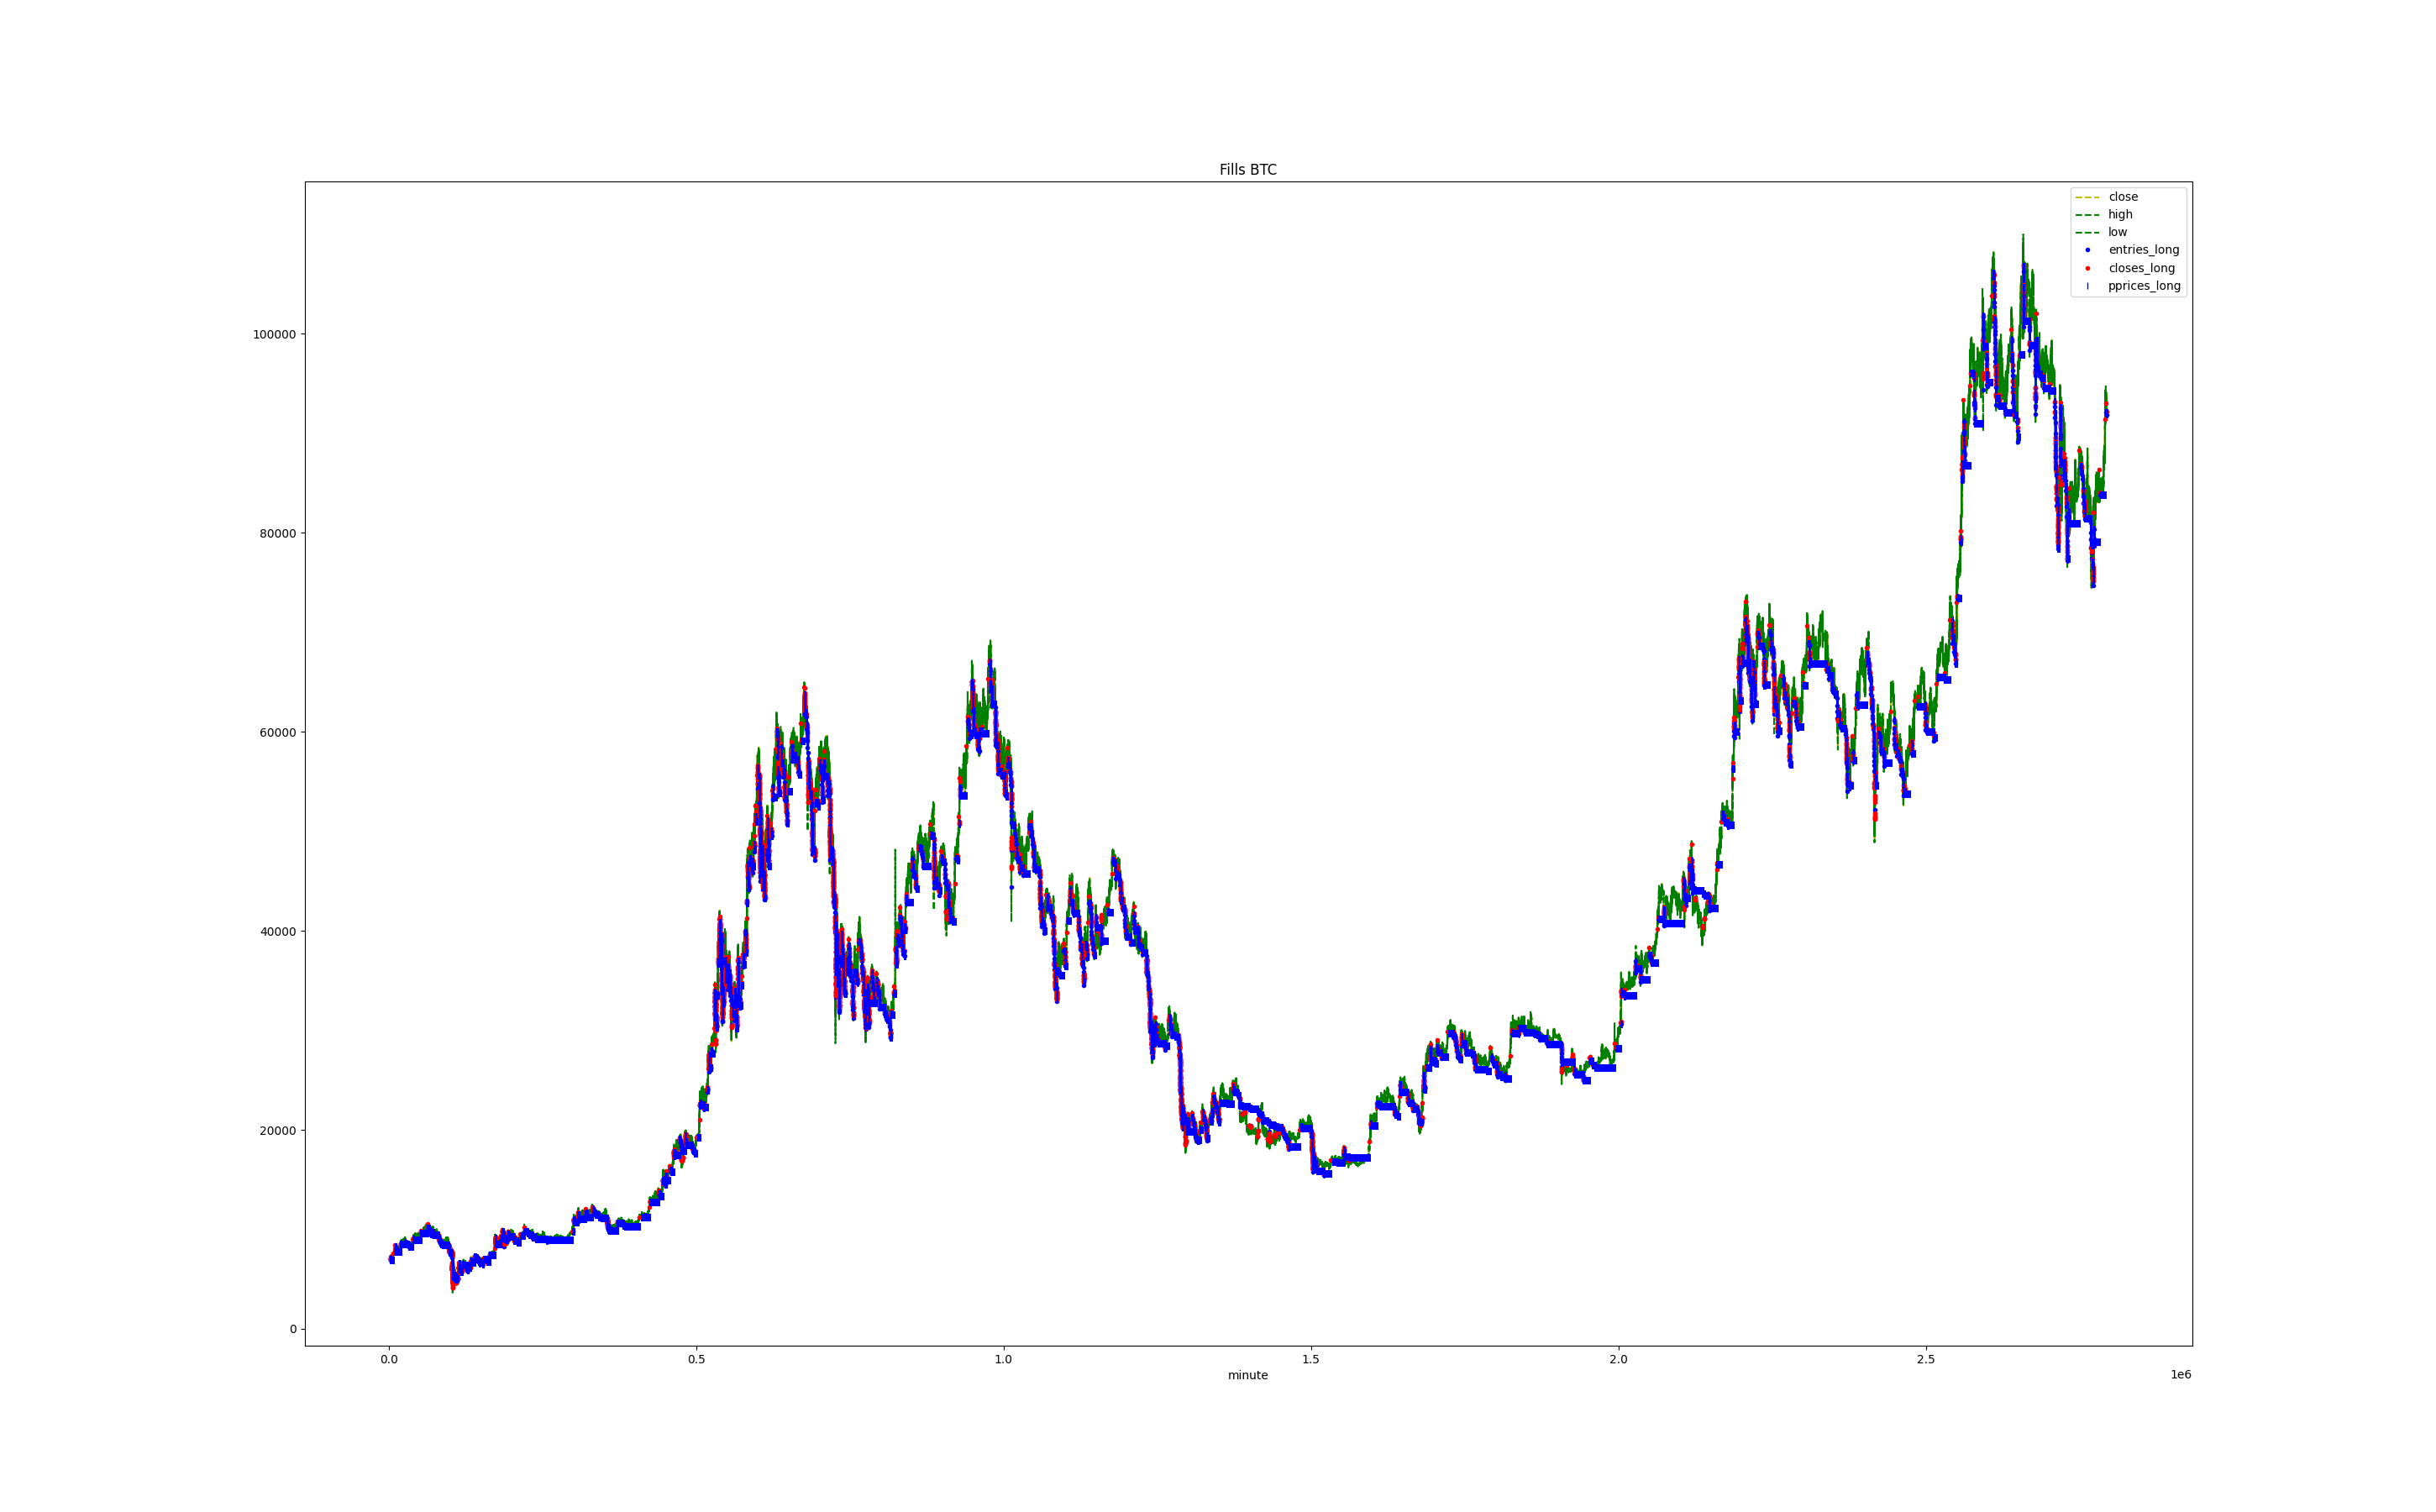 Fills BTC
close
high
low
entries_long
closes_long
pprices_long
100000
80000
60000
40000
20000
0
0.0 0.5 1.0 1.5 2.0 2.5
minute
1e6